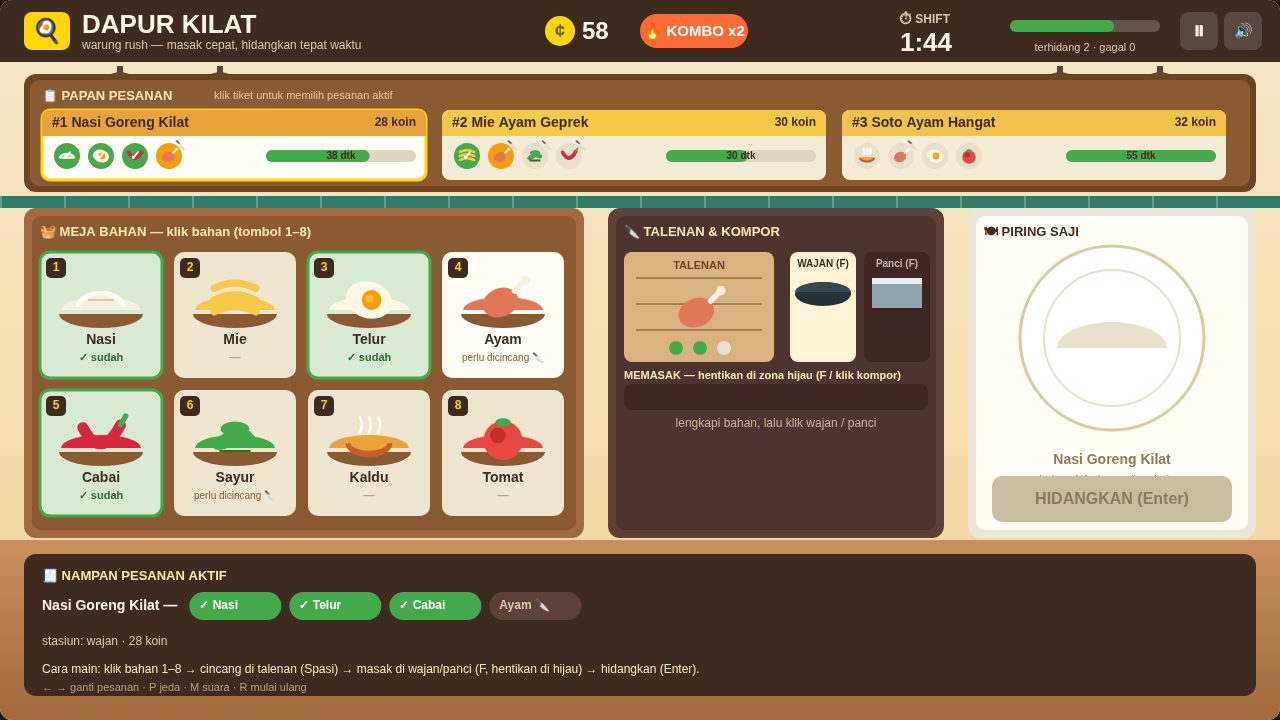 DAPUR KILAT
warung rush — masak cepat, hidangkan tepat waktu
¢ 58
🔥 KOMBO x2
⏱ SHIFT
1:44
terhidang 2 · gagal 0
📋 PAPAN PESANAN
klik tiket untuk memilih pesanan aktif
#1 Nasi Goreng Kilat 28 koin
38 dtk
#2 Mie Ayam Geprek 30 koin
30 dtk
#3 Soto Ayam Hangat 32 koin
55 dtk
🧺 MEJA BAHAN — klik bahan (tombol 1–8)
1
Nasi
✓ sudah
2
Mie
—
3
Telur
✓ sudah
4
Ayam
perlu dicincang 🔪
5
Cabai
✓ sudah
6
Sayur
perlu dicincang 🔪
7
Kaldu
—
8
Tomat
—
🔪 TALENAN & KOMPOR
TALENAN
WAJAN (F)
Panci (F)
MEMASAK — hentikan di zona hijau (F / klik kompor)
lengkapi bahan, lalu klik wajan / panci
🍽 PIRING SAJI
Nasi Goreng Kilat
HIDANGKAN (Enter)
🧾 NAMPAN PESANAN AKTIF
Nasi Goreng Kilat — ✓ Nasi ✓ Telur ✓ Cabai Ayam 🔪
stasiun: wajan · 28 koin
Cara main: klik bahan 1–8 → cincang di talenan (Spasi) → masak di wajan/panci (F, hentikan di hijau) → hidangkan (Enter).
← → ganti pesanan · P jeda · M suara · R mulai ulang